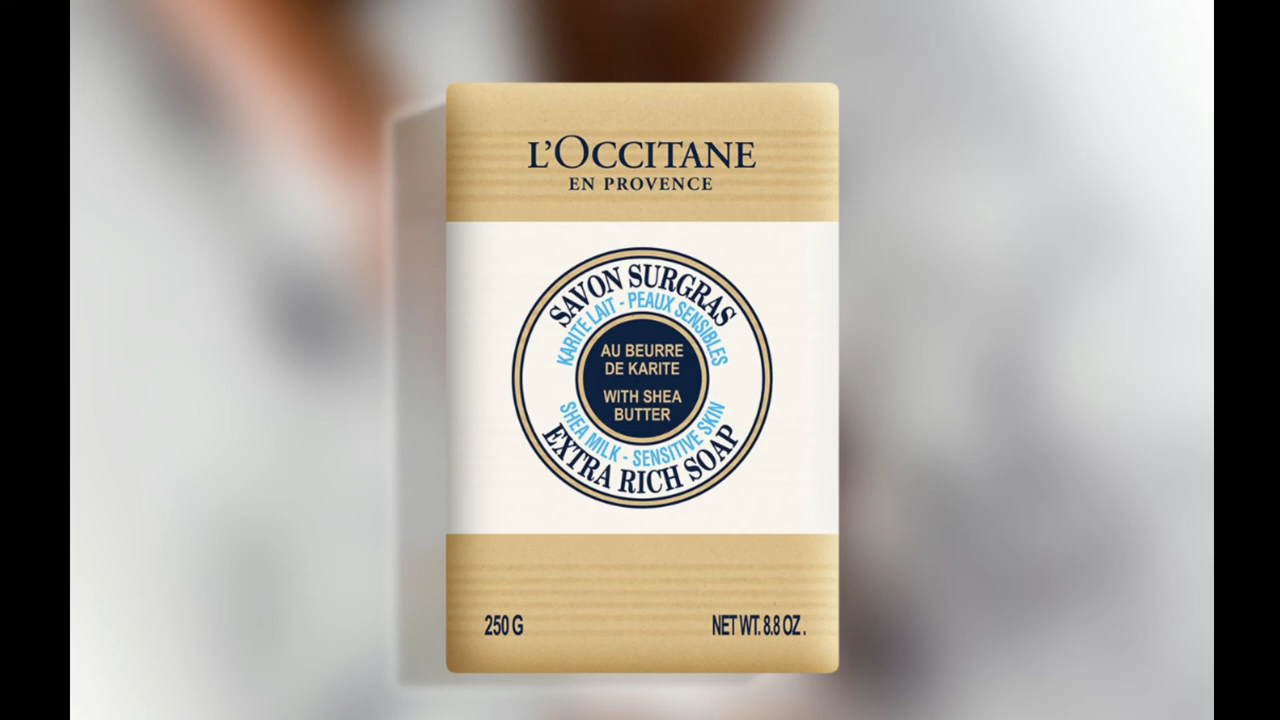 L'OCCITANE
EN PROVENCE
SAVON SURGRAS
KARITE LAIT - PEAUX SENSIBLES
AU BEURRE
DE KARITE
WITH SHEA
BUTTER
SHEA MILK - SENSITIVE SKIN
EXTRA RICH SOAP
250 G
NET WT. 8.8 OZ.